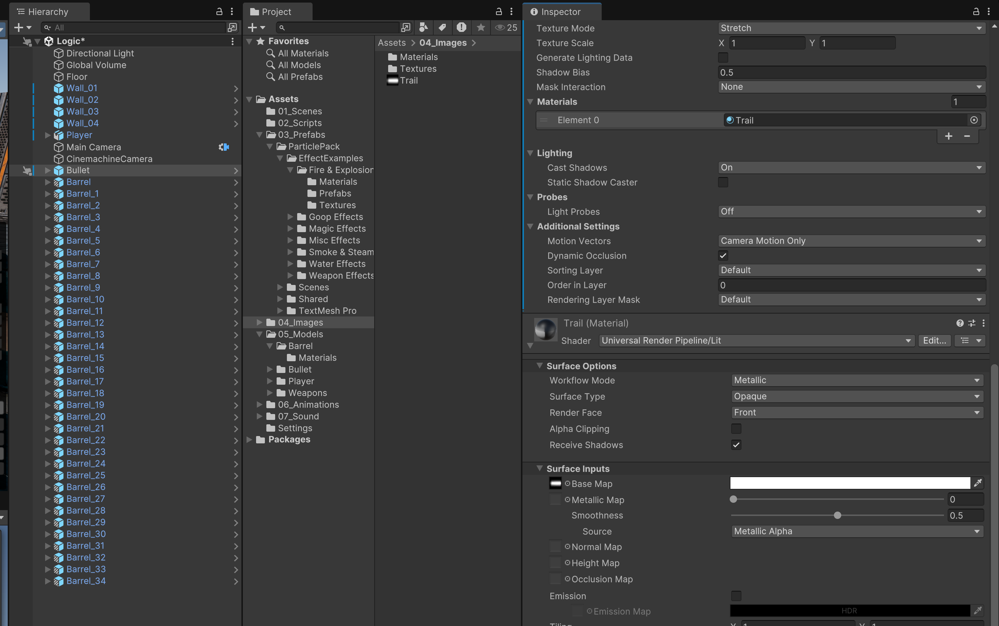 Hierarchy
All
Logic*
Directional Light
Global Volume
Floor
Wall_01
Wall_02
Wall_03
Wall_04
Player
Main Camera
CinemachineCamera
Bullet
Barrel
Barrel_1
Barrel_2
Barrel_3
Barrel_4
Barrel_5
Barrel_6
Barrel_7
Barrel_8
Barrel_9
Barrel_10
Barrel_11
Barrel_12
Barrel_13
Barrel_14
Barrel_15
Barrel_16
Barrel_17
Barrel_18
Barrel_19
Barrel_20
Barrel_21
Barrel_22
Barrel_23
Barrel_24
Barrel_25
Barrel_26
Barrel_27
Barrel_28
Barrel_29
Barrel_30
Barrel_31
Barrel_32
Barrel_33
Barrel_34
Project
25
Favorites
All Materials
All Models
All Prefabs
Assets
01_Scenes
02_Scripts
03_Prefabs
ParticlePack
EffectExamples
Fire & Explosion
Materials
Prefabs
Textures
Goop Effects
Magic Effects
Misc Effects
Smoke & Steam
Water Effects
Weapon Effects
Scenes
Shared
TextMesh Pro
04_Images
05_Models
Barrel
Materials
Bullet
Player
Weapons
06_Animations
07_Sound
Settings
Packages
Assets > 04_Images >
Materials
Textures
Trail
Inspector
Texture Mode Stretch
Texture Scale X 1 Y 1
Generate Lighting Data
Shadow Bias 0.5
Mask Interaction None
Materials 1
Element 0 Trail
+ −
Lighting
Cast Shadows On
Static Shadow Caster
Probes
Light Probes Off
Additional Settings
Motion Vectors Camera Motion Only
Dynamic Occlusion
Sorting Layer Default
Order in Layer 0
Rendering Layer Mask Default
Trail (Material)
Shader Universal Render Pipeline/Lit Edit...
Surface Options
Workflow Mode Metallic
Surface Type Opaque
Render Face Front
Alpha Clipping
Receive Shadows
Surface Inputs
Base Map
Metallic Map 0
Smoothness 0.5
Source Metallic Alpha
Normal Map
Height Map
Occlusion Map
Emission
Emission Map HDR
Tiling X 1 Y 1